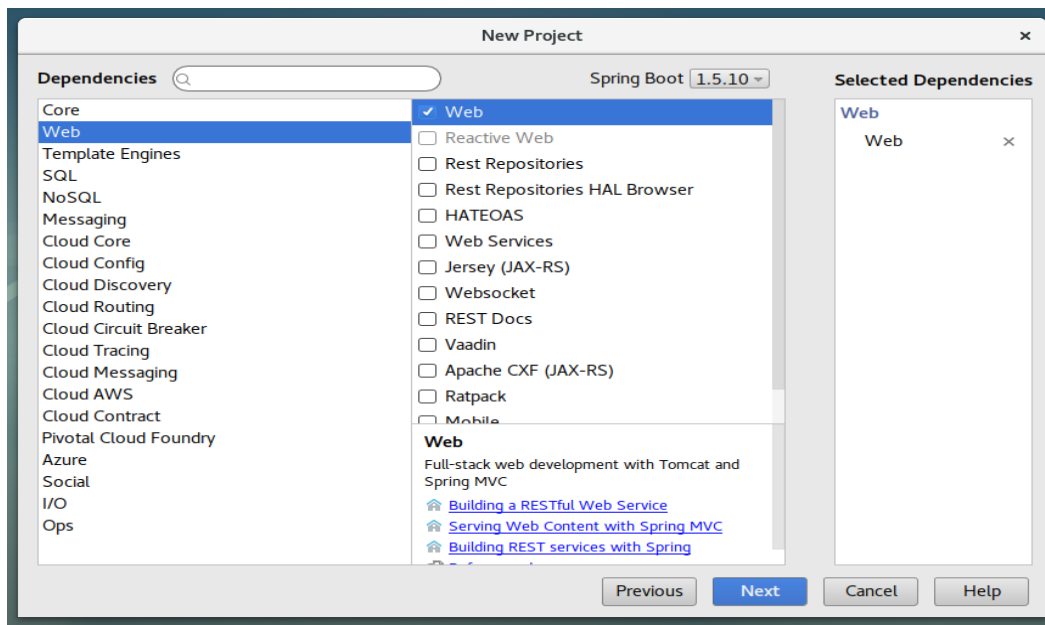 New Project
Dependencies
Spring Boot 1.5.10
Selected Dependencies
Core
Web
Template Engines
SQL
NoSQL
Messaging
Cloud Core
Cloud Config
Cloud Discovery
Cloud Routing
Cloud Circuit Breaker
Cloud Tracing
Cloud Messaging
Cloud AWS
Cloud Contract
Pivotal Cloud Foundry
Azure
Social
I/O
Ops
Web
Reactive Web
Rest Repositories
Rest Repositories HAL Browser
HATEOAS
Web Services
Jersey (JAX-RS)
Websocket
REST Docs
Vaadin
Apache CXF (JAX-RS)
Ratpack
Mobile
Web
Full-stack web development with Tomcat and
Spring MVC
Building a RESTful Web Service
Serving Web Content with Spring MVC
Building REST services with Spring
Web
Web
Previous
Next
Cancel
Help